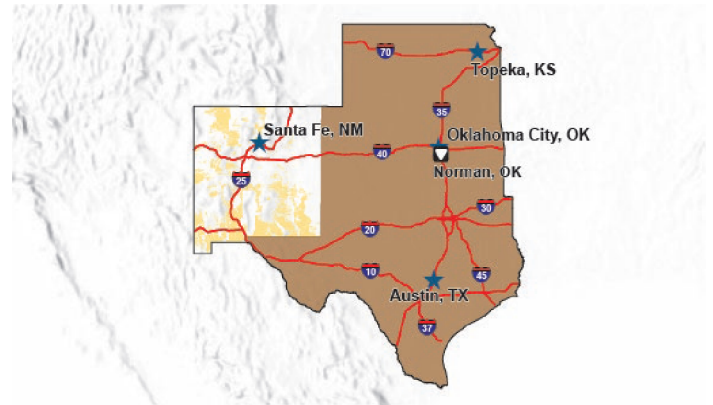 70
Topeka, KS
35
Santa Fe, NM
Oklahoma City, OK
40
Norman, OK
25
30
20
10
45
Austin, TX
37